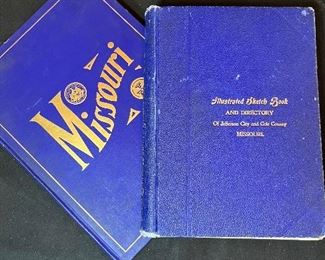 Missouri
Illustrated Sketch Book
AND DIRECTORY
Of Jefferson City and Cole County
MISSOURI.